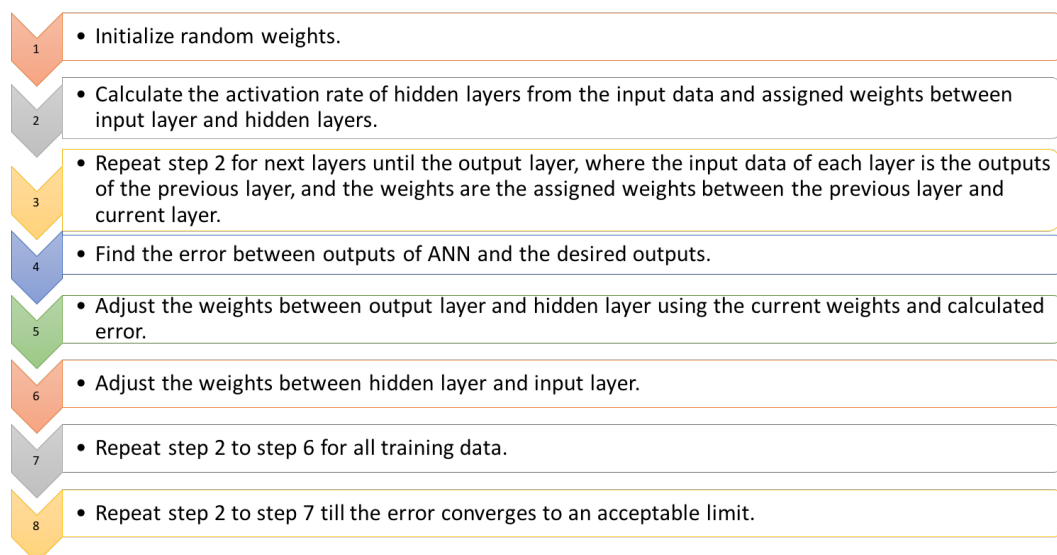 1
• Initialize random weights.
2
• Calculate the activation rate of hidden layers from the input data and assigned weights between
input layer and hidden layers.
3
• Repeat step 2 for next layers until the output layer, where the input data of each layer is the outputs
of the previous layer, and the weights are the assigned weights between the previous layer and
current layer.
4
• Find the error between outputs of ANN and the desired outputs.
5
• Adjust the weights between output layer and hidden layer using the current weights and calculated
error.
6
• Adjust the weights between hidden layer and input layer.
7
• Repeat step 2 to step 6 for all training data.
8
• Repeat step 2 to step 7 till the error converges to an acceptable limit.